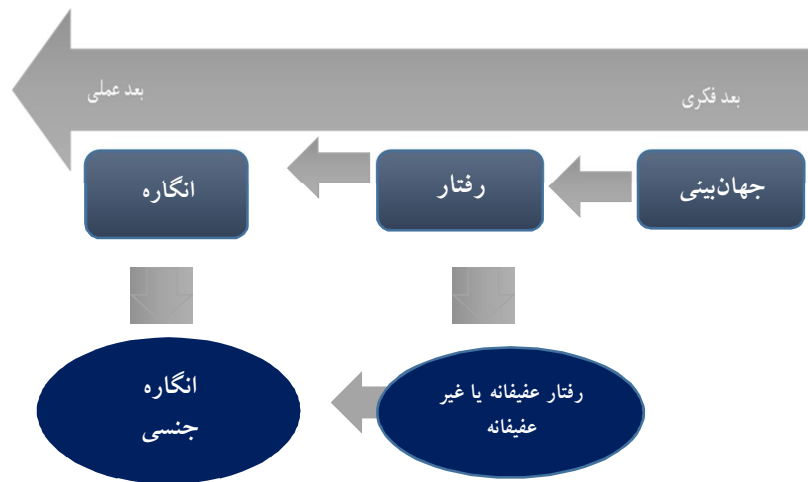 بعد فکری
بعد عملی
جهان‌بینی
رفتار
انگاره
رفتار عفیفانه یا غیر
عفیفانه
انگاره
جنسی